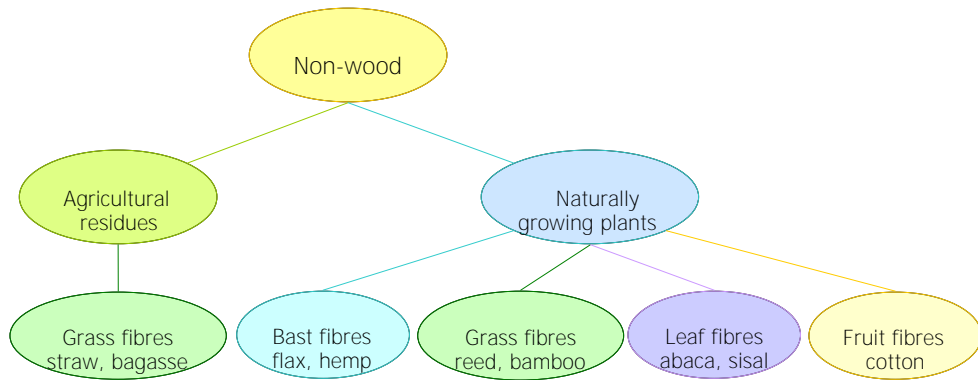 Non-wood
Agricultural
residues
Naturally
growing plants
Grass fibres
straw, bagasse
Bast fibres
flax, hemp
Grass fibres
reed, bamboo
Leaf fibres
abaca, sisal
Fruit fibres
cotton